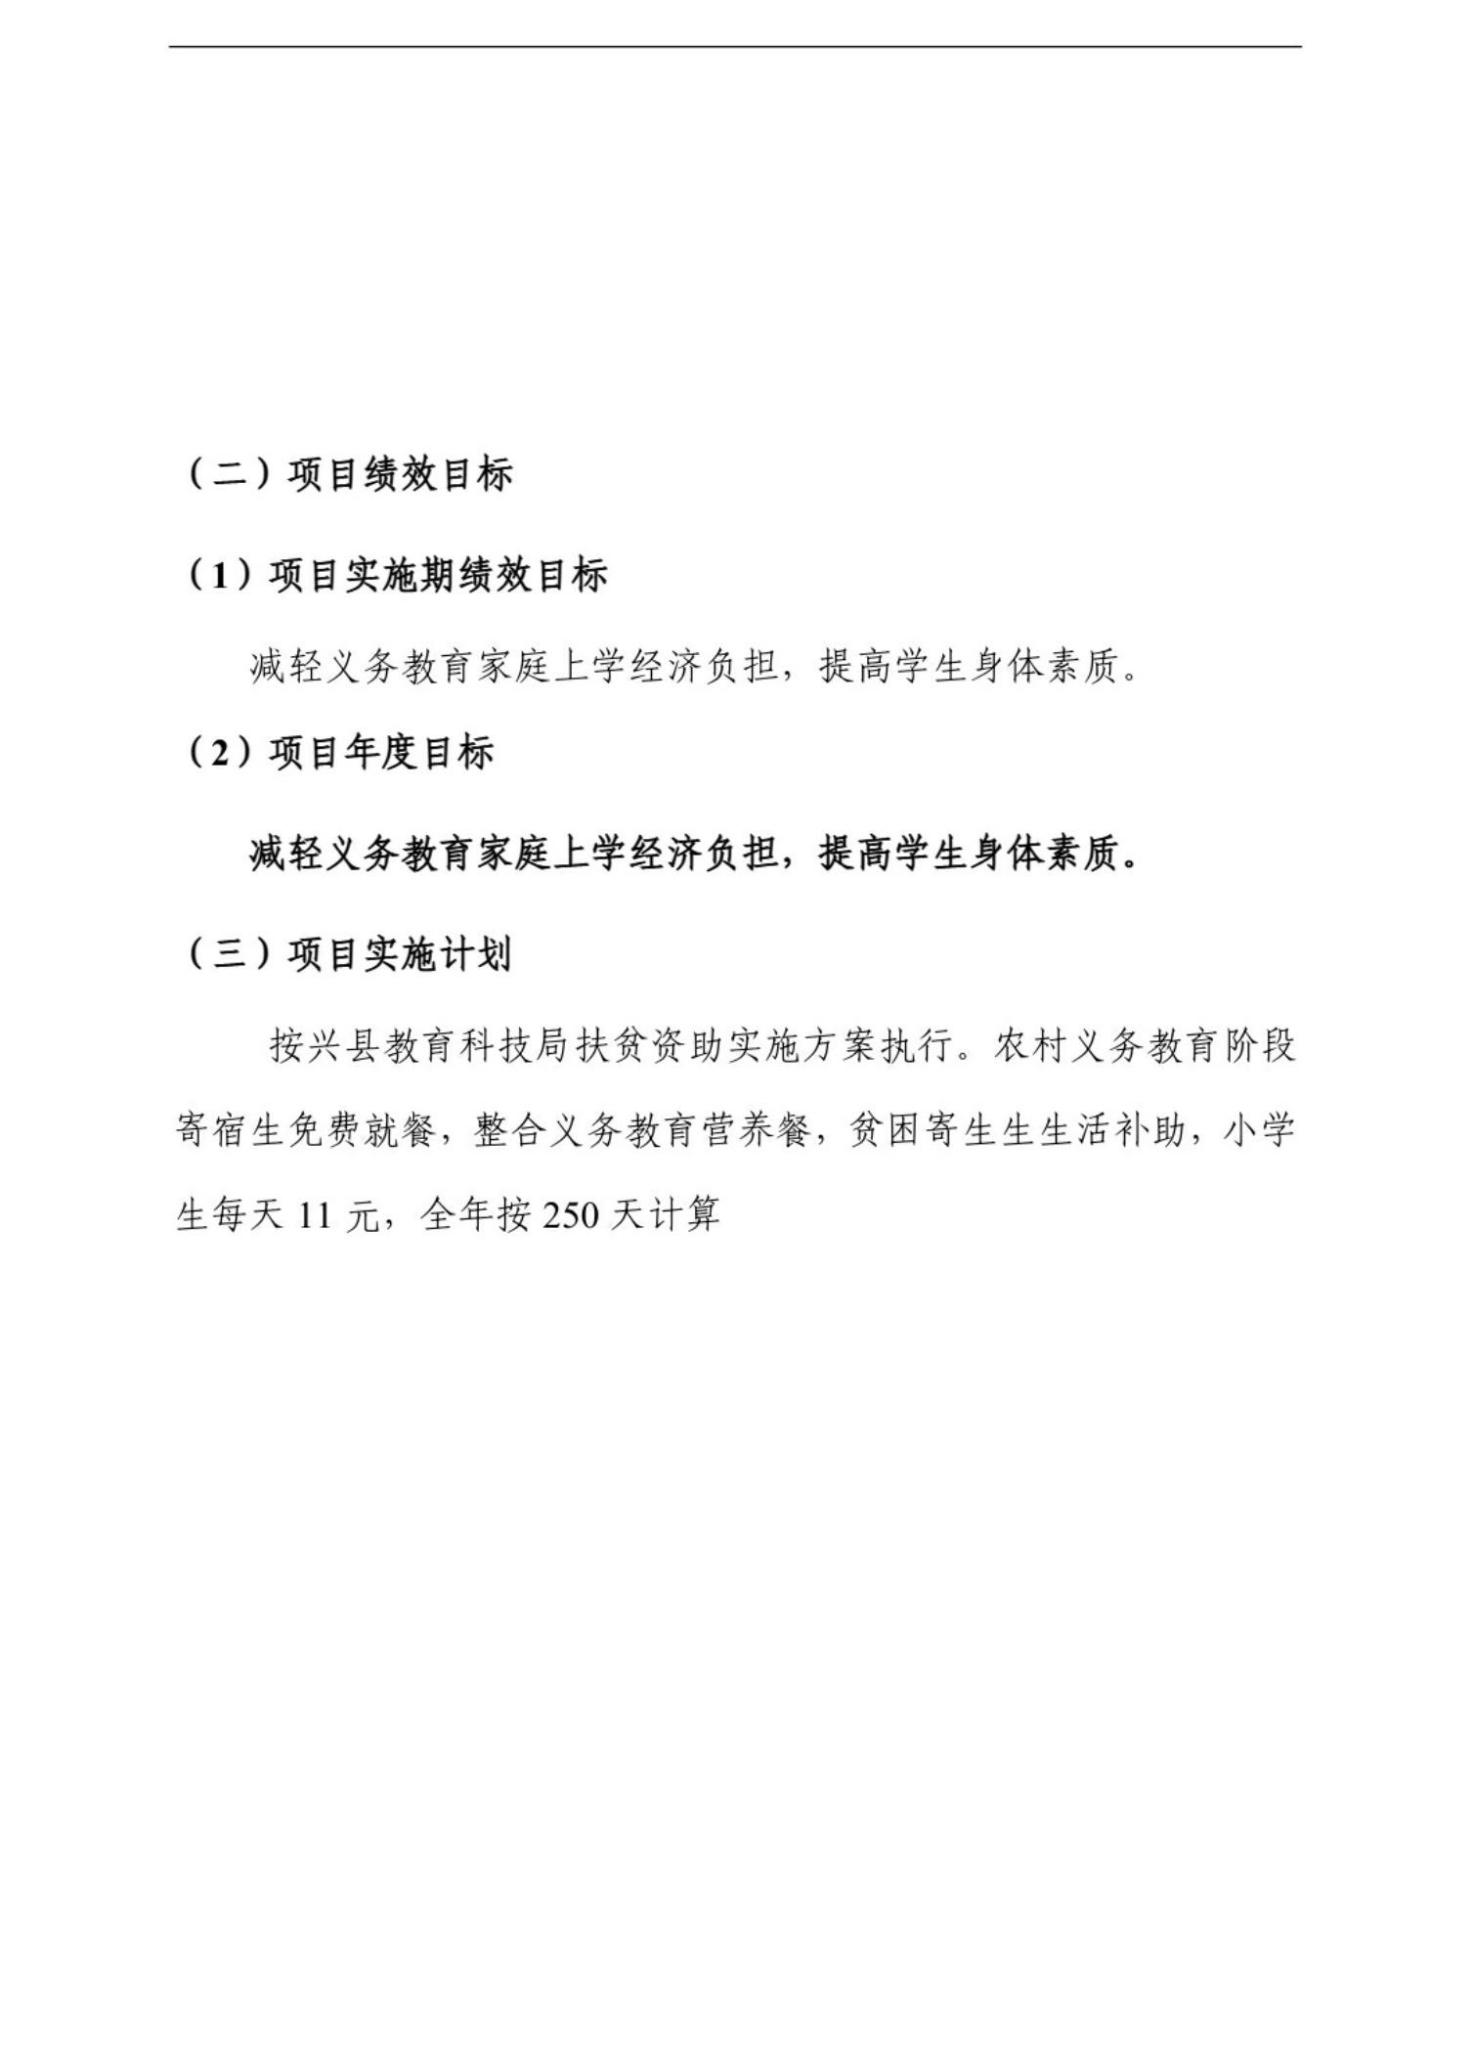 （二）项目绩效目标
（1）项目实施期绩效目标
减轻义务教育家庭上学经济负担，提高学生身体素质。
（2）项目年度目标
减轻义务教育家庭上学经济负担，提高学生身体素质。
（三）项目实施计划
按兴县教育科技局扶贫资助实施方案执行。农村义务教育阶段
寄宿生免费就餐，整合义务教育营养餐，贫困寄生生生活补助，小学
生每天 11 元，全年按 250 天计算